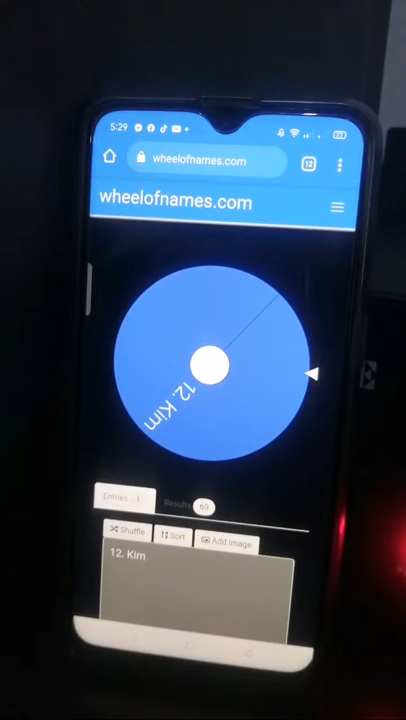 5:29
wheelofnames.com
12
wheelofnames.com
12. Kim
Entries 1
Results 69
Shuffle Sort Add image
12. Kim